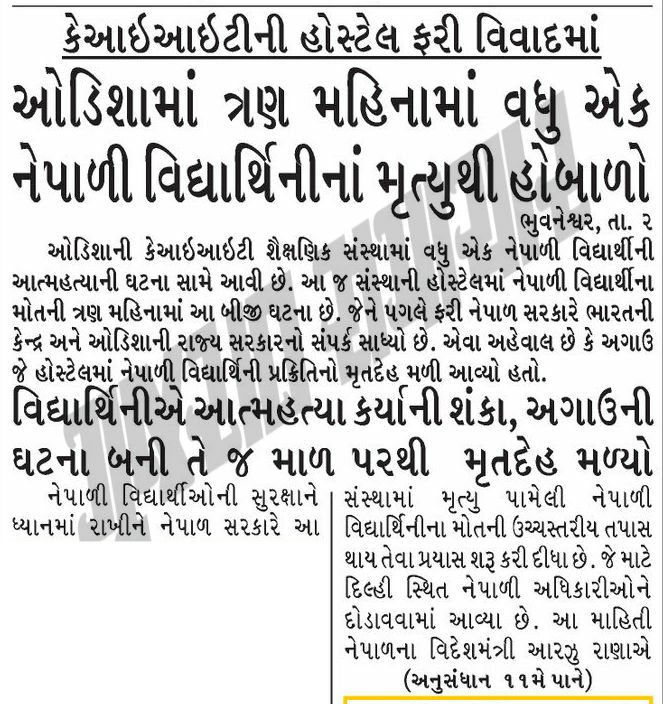 કેઆઇઆઇટીની હોસ્ટેલ ફરી વિવાદમાં
ઓડિશામાં ત્રણ મહિનામાં વધુ એક
નેપાળી વિદ્યાર્થિનીનાં મૃત્યુથી હોબાળો
ભુવનેશ્વર, તા. ૨
ઓડિશાની કેઆઇઆઇટી શૈક્ષણિક સંસ્થામાં વધુ એક નેપાળી વિદ્યાર્થીની
આત્મહત્યાની ઘટના સામે આવી છે. આ જ સંસ્થાની હોસ્ટેલમાં નેપાળી વિદ્યાર્થીના
મોતની ત્રણ મહિનામાં આ બીજી ઘટના છે. જેને પગલે ફરી નેપાળ સરકારે ભારતની
કેન્દ્ર અને ઓડિશાની રાજ્ય સરકારનો સંપર્ક સાધ્યો છે. એવા અહેવાલ છે કે અગાઉ
જે હોસ્ટેલમાં નેપાળી વિદ્યાર્થિની પ્રક્રિતિનો મૃતદેહ મળી આવ્યો હતો.
વિદ્યાર્થિનીએ આત્મહત્યા કર્યાની શંકા, અગાઉની
ઘટના બની તે જ માળ પરથી મૃતદેહ મળ્યો
નેપાળી વિદ્યાર્થીઓની સુરક્ષાને
ધ્યાનમાં રાખીને નેપાળ સરકારે આ
સંસ્થામાં મૃત્યુ પામેલી નેપાળી
વિદ્યાર્થિનીના મોતની ઉચ્ચસ્તરીય તપાસ
થાય તેવા પ્રયાસ શરૂ કરી દીધા છે. જે માટે
દિલ્હી સ્થિત નેપાળી અધિકારીઓને
દોડાવવામાં આવ્યા છે. આ માહિતી
નેપાળના વિદેશમંત્રી આરઝુ રાણાએ
(અનુસંધાન ૧૧મે પાને)